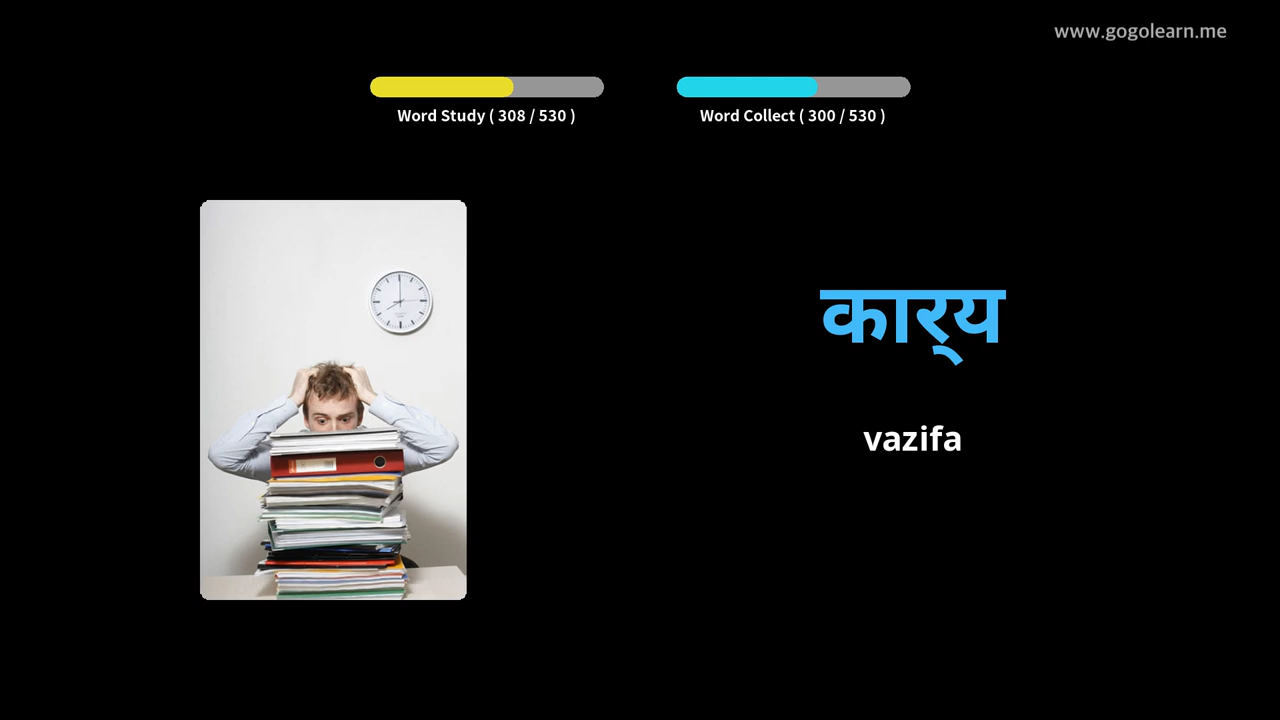 www.gogolearn.me
Word Study ( 308 / 530 )
Word Collect ( 300 / 530 )
कार्य
vazifa